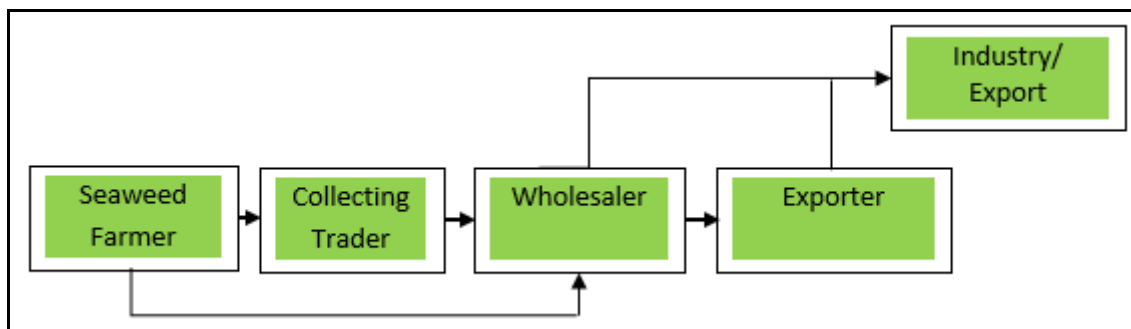 Industry/
Export
Seaweed
Farmer
Collecting
Trader
Wholesaler
Exporter